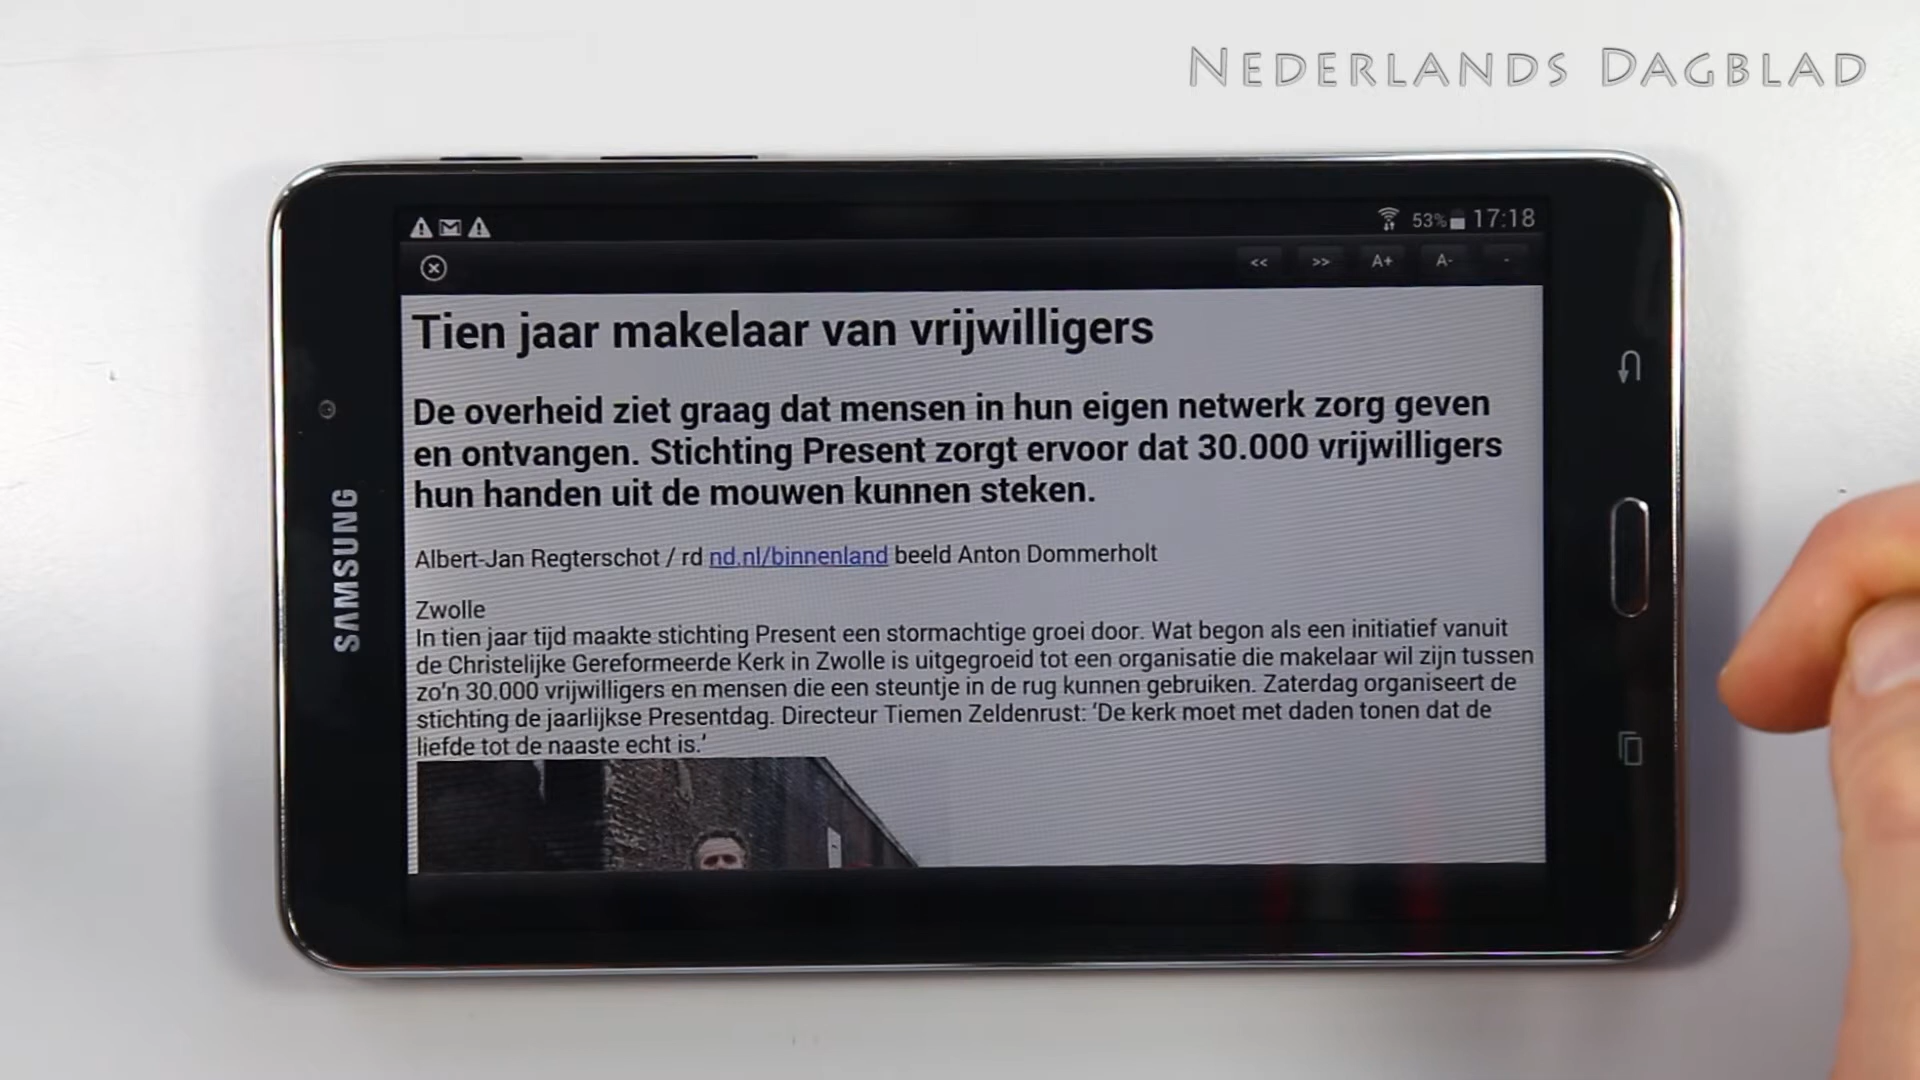 NEDERLANDS DAGBLAD
53% 17:18
<< >> A+ A- -
Tien jaar makelaar van vrijwilligers
De overheid ziet graag dat mensen in hun eigen netwerk zorg geven
en ontvangen. Stichting Present zorgt ervoor dat 30.000 vrijwilligers
hun handen uit de mouwen kunnen steken.
Albert-Jan Regterschot / rd nd.nl/binnenland beeld Anton Dommerholt
Zwolle
In tien jaar tijd maakte stichting Present een stormachtige groei door. Wat begon als een initiatief vanuit
de Christelijke Gereformeerde Kerk in Zwolle is uitgegroeid tot een organisatie die makelaar wil zijn tussen
zo'n 30.000 vrijwilligers en mensen die een steuntje in de rug kunnen gebruiken. Zaterdag organiseert de
stichting de jaarlijkse Presentdag. Directeur Tiemen Zeldenrust: 'De kerk moet met daden tonen dat de
liefde tot de naaste echt is.'
SAMSUNG